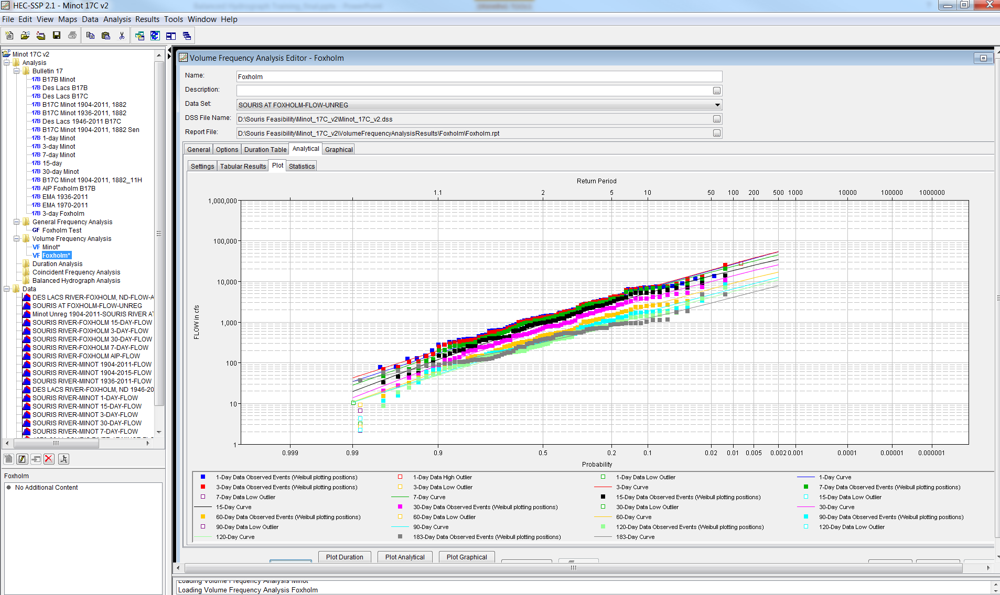 HEC-SSP 2.1 - Minot 17C v2
File Edit View Maps Data Analysis Results Tools Window Help
Minot 17C v2
Analysis
Bulletin 17
17B B17B Minot
17B Des Lacs B17B
17B Des Lacs B17C
17B B17C Minot 1904-2011, 1882
17B B17C Minot 1936-2011, 1882
17B Des Lacs 1946-2011 B17C
17B B17C Minot 1904-2011, 1882 Sen
17B 1-day Minot
17B 3-day Minot
17B 7-day Minot
17B 15-day
17B 30-day Minot
17B B17C Minot 1904-2011, 1882_11H
17B AIP Foxholm B17B
17B EMA 1936-2011
17B EMA 1970-2011
17B 3-day Foxholm
General Frequency Analysis
GF Foxholm Test
Volume Frequency Analysis
VF Minot*
VF Foxholm*
Duration Analysis
Coincident Frequency Analysis
Balanced Hydrograph Analysis
Data
DES LACS RIVER-FOXHOLM, ND-FLOW-A
SOURIS AT FOXHOLM-FLOW-UNREG
Minot Unreg 1904-2011-SOURIS RIVER AT
SOURIS RIVER-FOXHOLM 15-DAY-FLOW
SOURIS RIVER-FOXHOLM 3-DAY-FLOW
SOURIS RIVER-FOXHOLM 30-DAY-FLOW
SOURIS RIVER-FOXHOLM 7-DAY-FLOW
SOURIS RIVER-FOXHOLM AIP-FLOW
SOURIS RIVER-MINOT 1904-2011-FLOW
SOURIS RIVER-MINOT 1904-2015-FLOW
SOURIS RIVER-MINOT 1936-2011-FLOW
DES LACS RIVER-FOXHOLM, ND 1946-20
SOURIS RIVER-MINOT 1-DAY-FLOW
SOURIS RIVER-MINOT 15-DAY-FLOW
SOURIS RIVER-MINOT 3-DAY-FLOW
SOURIS RIVER-MINOT 30-DAY-FLOW
SOURIS RIVER-MINOT 7-DAY-FLOW
Foxholm
No Additional Content
Volume Frequency Analysis Editor - Foxholm
Name: Foxholm
Description:
Data Set: SOURIS AT FOXHOLM-FLOW-UNREG
DSS File Name: D:\Souris Feasibility\Minot_17C_v2\Minot_17C_v2.dss
Report File: D:\Souris Feasibility\Minot_17C_v2\VolumeFrequencyAnalysisResults\Foxholm\Foxholm.rpt
General Options Duration Table Analytical Graphical
Settings Tabular Results Plot Statistics
Return Period
1.1 2 5 10 50 100 200 500 1000 10000 100000 1000000
1,000,000
100,000
10,000
1,000
100
10
1
FLOW in cfs
0.999 0.99 0.9 0.5 0.2 0.1 0.02 0.01 0.005 0.002 0.001 0.0001 0.00001 0.000001
Probability
1-Day Data Observed Events (Weibull plotting positions) 1-Day Data High Outlier 1-Day Data Low Outlier 1-Day Curve
3-Day Data Observed Events (Weibull plotting positions) 3-Day Data Low Outlier 3-Day Curve 7-Day Data Observed Events (Weibull plotting positions)
7-Day Data Low Outlier 7-Day Curve 15-Day Data Observed Events (Weibull plotting positions) 15-Day Data Low Outlier
15-Day Curve 30-Day Data Observed Events (Weibull plotting positions) 30-Day Data Low Outlier 30-Day Curve
60-Day Data Observed Events (Weibull plotting positions) 60-Day Data Low Outlier 60-Day Curve 90-Day Data Observed Events (Weibull plotting positions)
90-Day Data Low Outlier 90-Day Curve 120-Day Data Observed Events (Weibull plotting positions) 120-Day Data Low Outlier
120-Day Curve 183-Day Data Observed Events (Weibull plotting positions) 183-Day Curve
Plot Duration Plot Analytical Plot Graphical
Loading Volume Frequency Analysis Minot
Loading Volume Frequency Analysis Foxholm